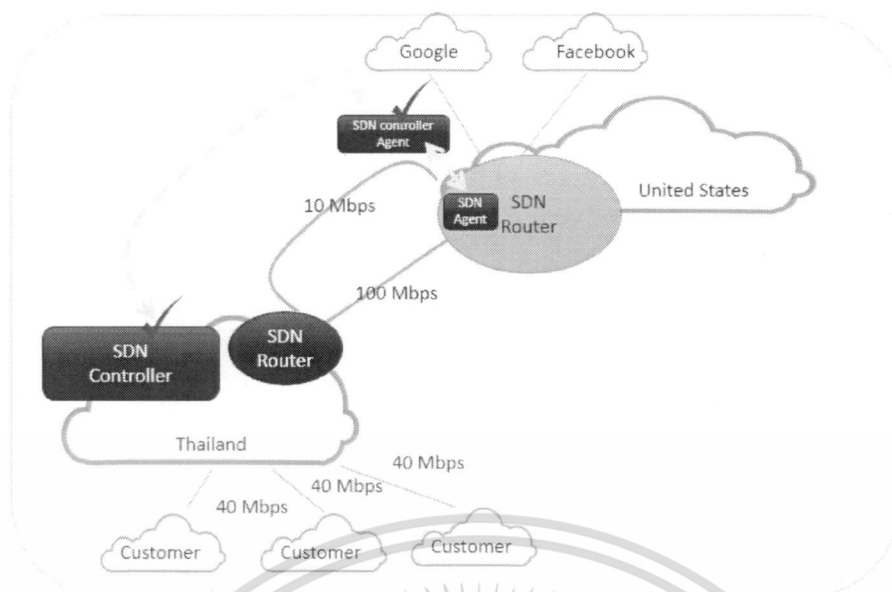 Google
Facebook
SDN controller
Agent
United States
SDN
Agent
SDN
Router
10 Mbps
100 Mbps
SDN
Controller
SDN
Router
Thailand
40 Mbps
40 Mbps
40 Mbps
Customer
Customer
Customer